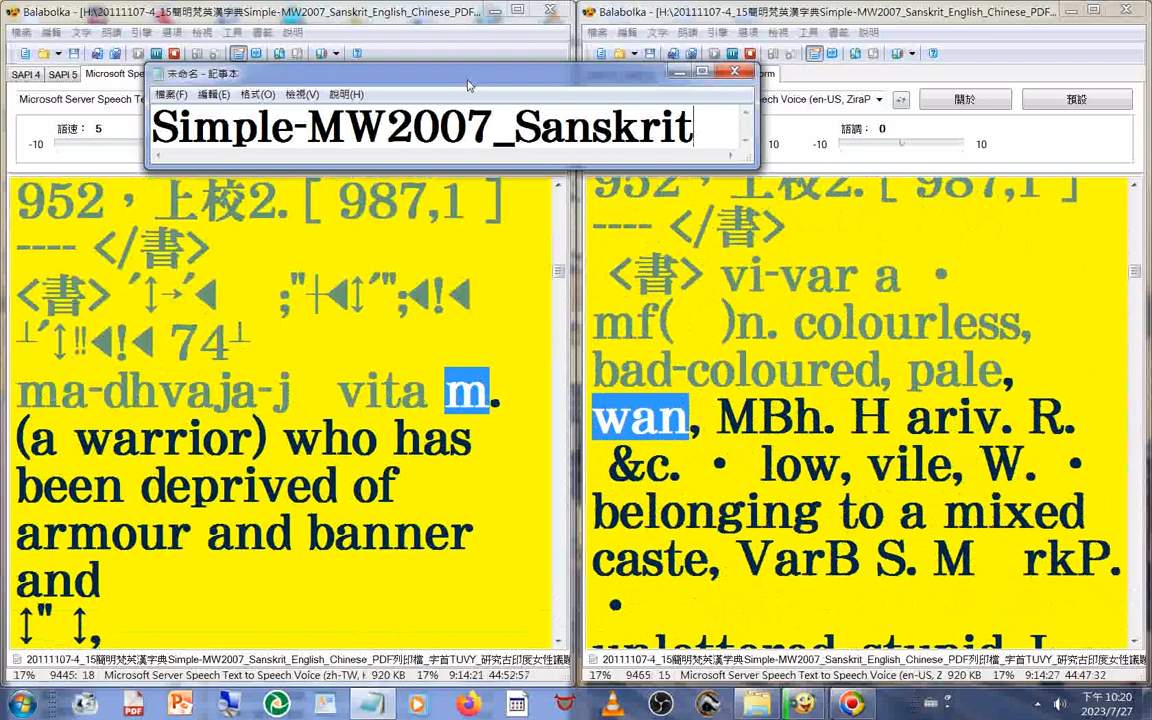 Balabolka - [H:\20111107-4_15簡明梵英漢字典Simple-MW2007_Sanskrit_English_Chinese_PDF...
Balabolka - [H:\20111107-4_15簡明梵英漢字典Simple-MW2007_Sanskrit_English_Chinese_PDF...
檔案 編輯 文字 朗讀 引擎 選項 檢視 工具 書籤 說明
檔案 編輯 文字 朗讀 引擎 選項 檢視 工具 書籤 說明
SAPI 4 SAPI 5 Microsoft Spe
未命名 - 記事本
檔案(F) 編輯(E) 格式(O) 檢視(V) 說明(H)
Simple-MW2007_Sanskrit
Microsoft Server Speech Text
語速： 5
-10
form
ech Voice (en-US, ZiraP
關於
預設
語調： 0
10 -10 10
952，上校2. [ 987,1 ]
---- </書>
<書>
74
ma-dhvaja-j vita m.
(a warrior) who has
been deprived of
armour and banner
and
952，上校2. [ 987,1 ]
---- </書>
<書> vi-var a •
mf( )n. colourless,
bad-coloured, pale,
wan, MBh. H ariv. R.
&c. • low, vile, W. •
belonging to a mixed
caste, VarB S. M rkP.
•
unlettered stupid L
20111107-4_15簡明梵英漢字典Simple-MW2007_Sanskrit_English_Chinese_PDF列印檔_字首TUVY_研究古印度女性議題
20111107-4_15簡明梵英漢字典Simple-MW2007_Sanskrit_English_Chinese_PDF列印檔_字首TUVY_研究古印度女性議題
17% 9445: 18 Microsoft Server Speech Text to Speech Voice (zh-TW, H 920 KB 17% 9:14:21 44:52:57
17% 9465 15 Microsoft Server Speech Text to Speech Voice (en-US, Z 920 KB 17% 9:14:21 44:47:32
PDF
下午 10:20
2023/7/27